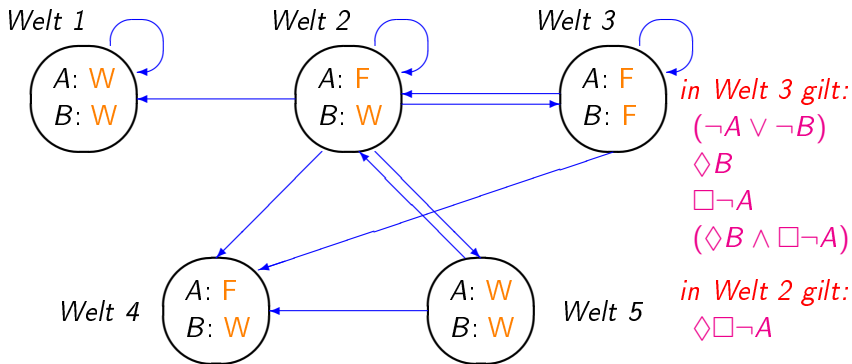 Welt 1
Welt 2
Welt 3
A: W
B: W
A: F
B: W
A: F
B: F
in Welt 3 gilt:
(¬A ∨ ¬B)
◇B
□¬A
(◇B ∧ □¬A)
Welt 4
A: F
B: W
A: W
B: W
Welt 5
in Welt 2 gilt:
◇□¬A